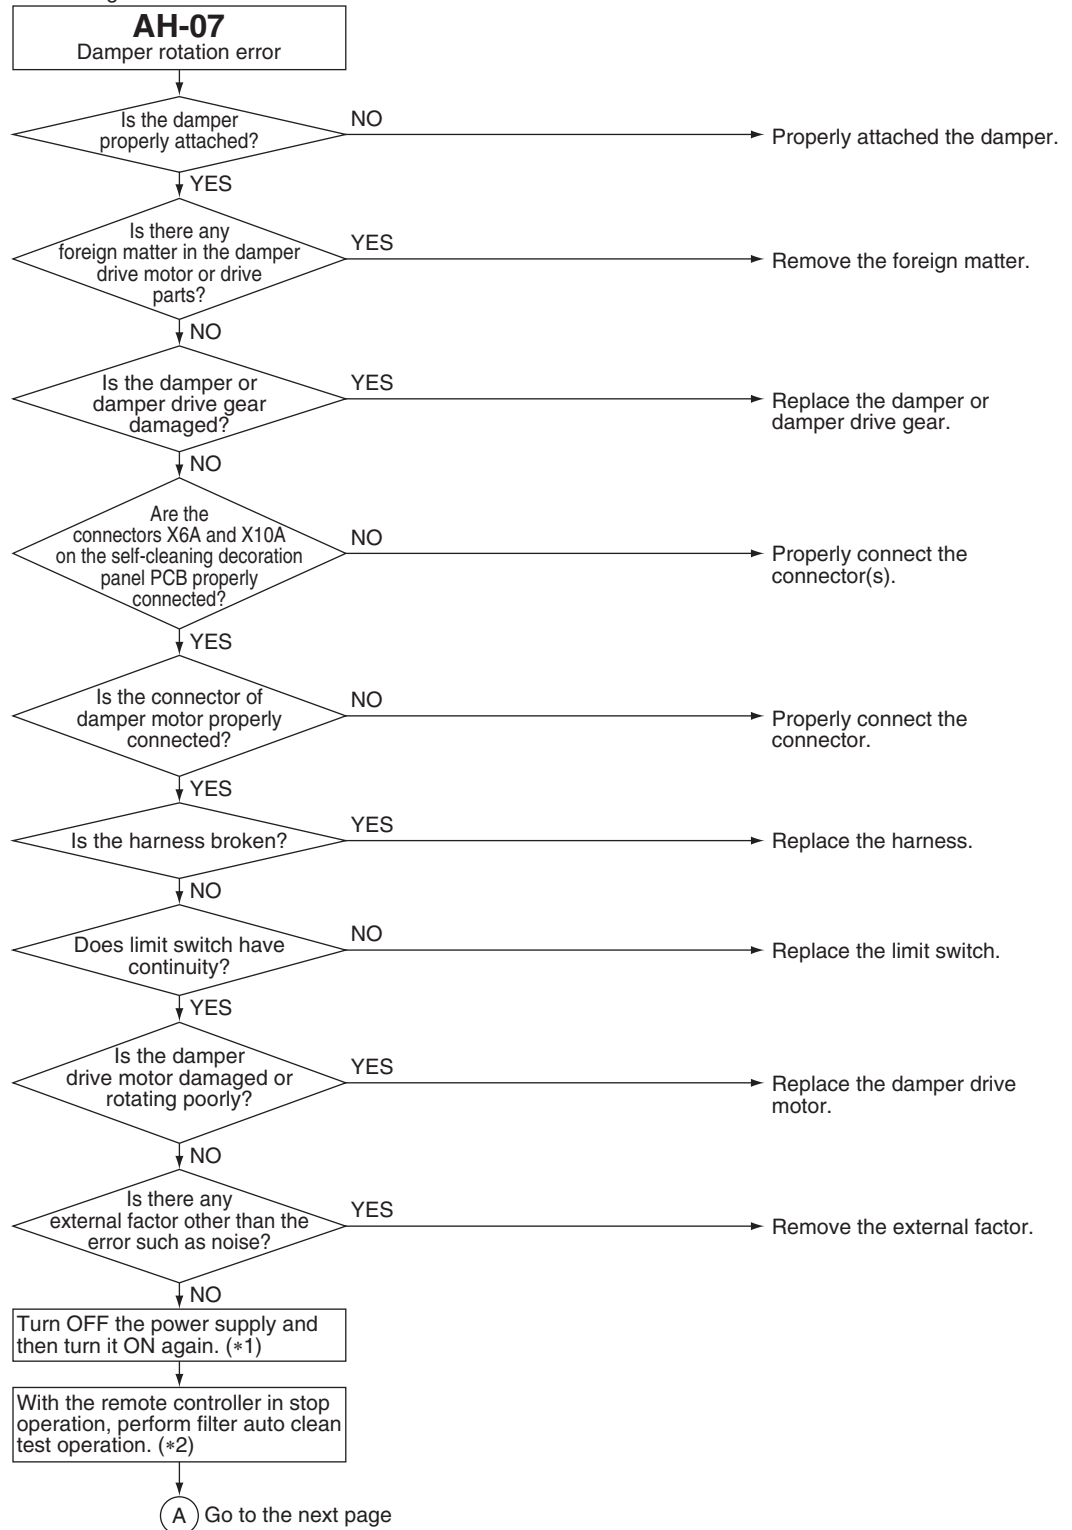 AH-07
Damper rotation error
Is the damper
properly attached?
NO
Properly attached the damper.
YES
Is there any
foreign matter in the damper
drive motor or drive
parts?
YES
Remove the foreign matter.
NO
Is the damper or
damper drive gear
damaged?
YES
Replace the damper or
damper drive gear.
NO
Are the
connectors X6A and X10A
on the self-cleaning decoration
panel PCB properly
connected?
NO
Properly connect the
connector(s).
YES
Is the connector of
damper motor properly
connected?
NO
Properly connect the
connector.
YES
Is the harness broken?
YES
Replace the harness.
NO
Does limit switch have
continuity?
NO
Replace the limit switch.
YES
Is the damper
drive motor damaged or
rotating poorly?
YES
Replace the damper drive
motor.
NO
Is there any
external factor other than the
error such as noise?
YES
Remove the external factor.
NO
Turn OFF the power supply and
then turn it ON again. (*1)
With the remote controller in stop
operation, perform filter auto clean
test operation. (*2)
A Go to the next page